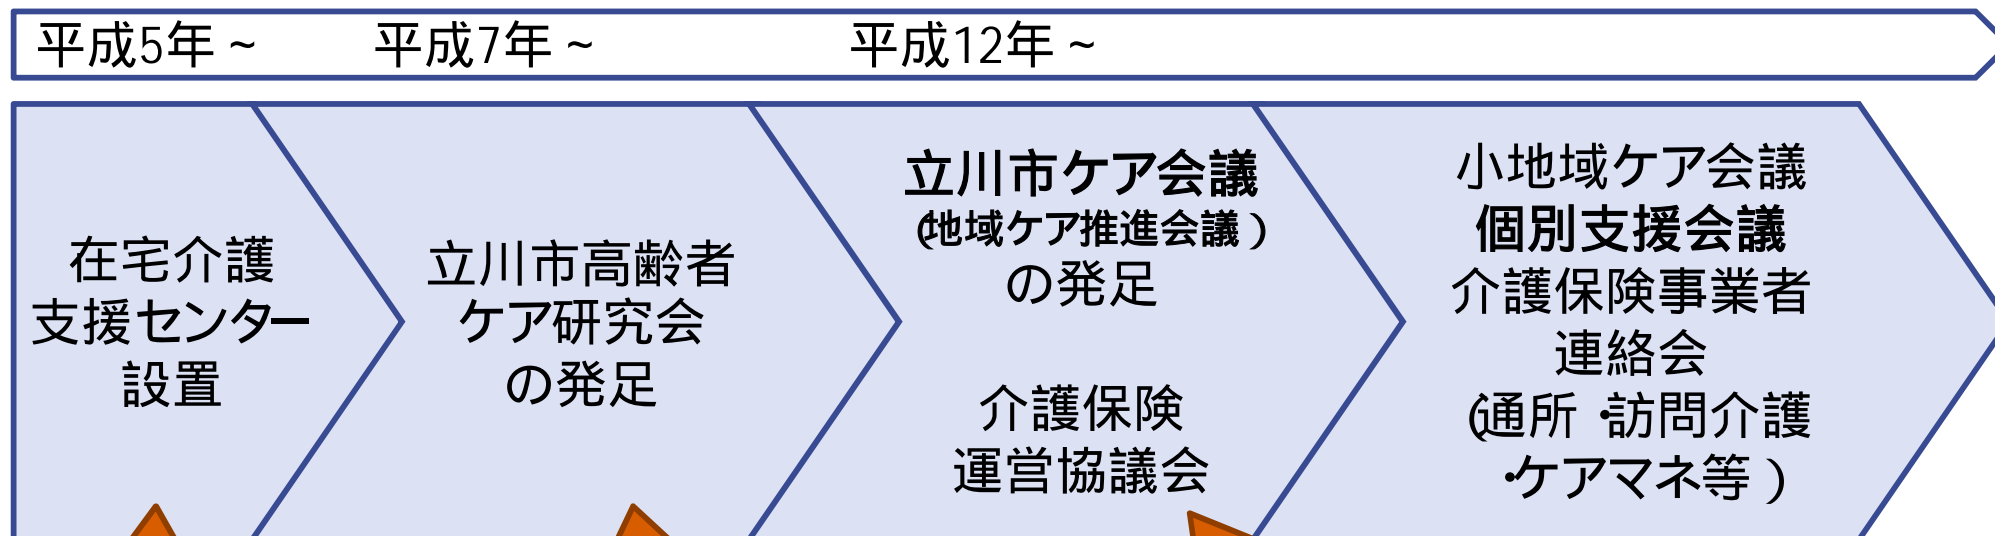 平成5年~
平成7年~
平成12年~
在宅介護
支援センター
設置
立川市高齢者
ケア研究会
の発足
立川市ケア会議
(地域ケア推進会議)
の発足
介護保険
運営協議会
小地域ケア会議
個別支援会議
介護保険事業者
連絡会
(通所・訪問介護
・ケアマネ等)